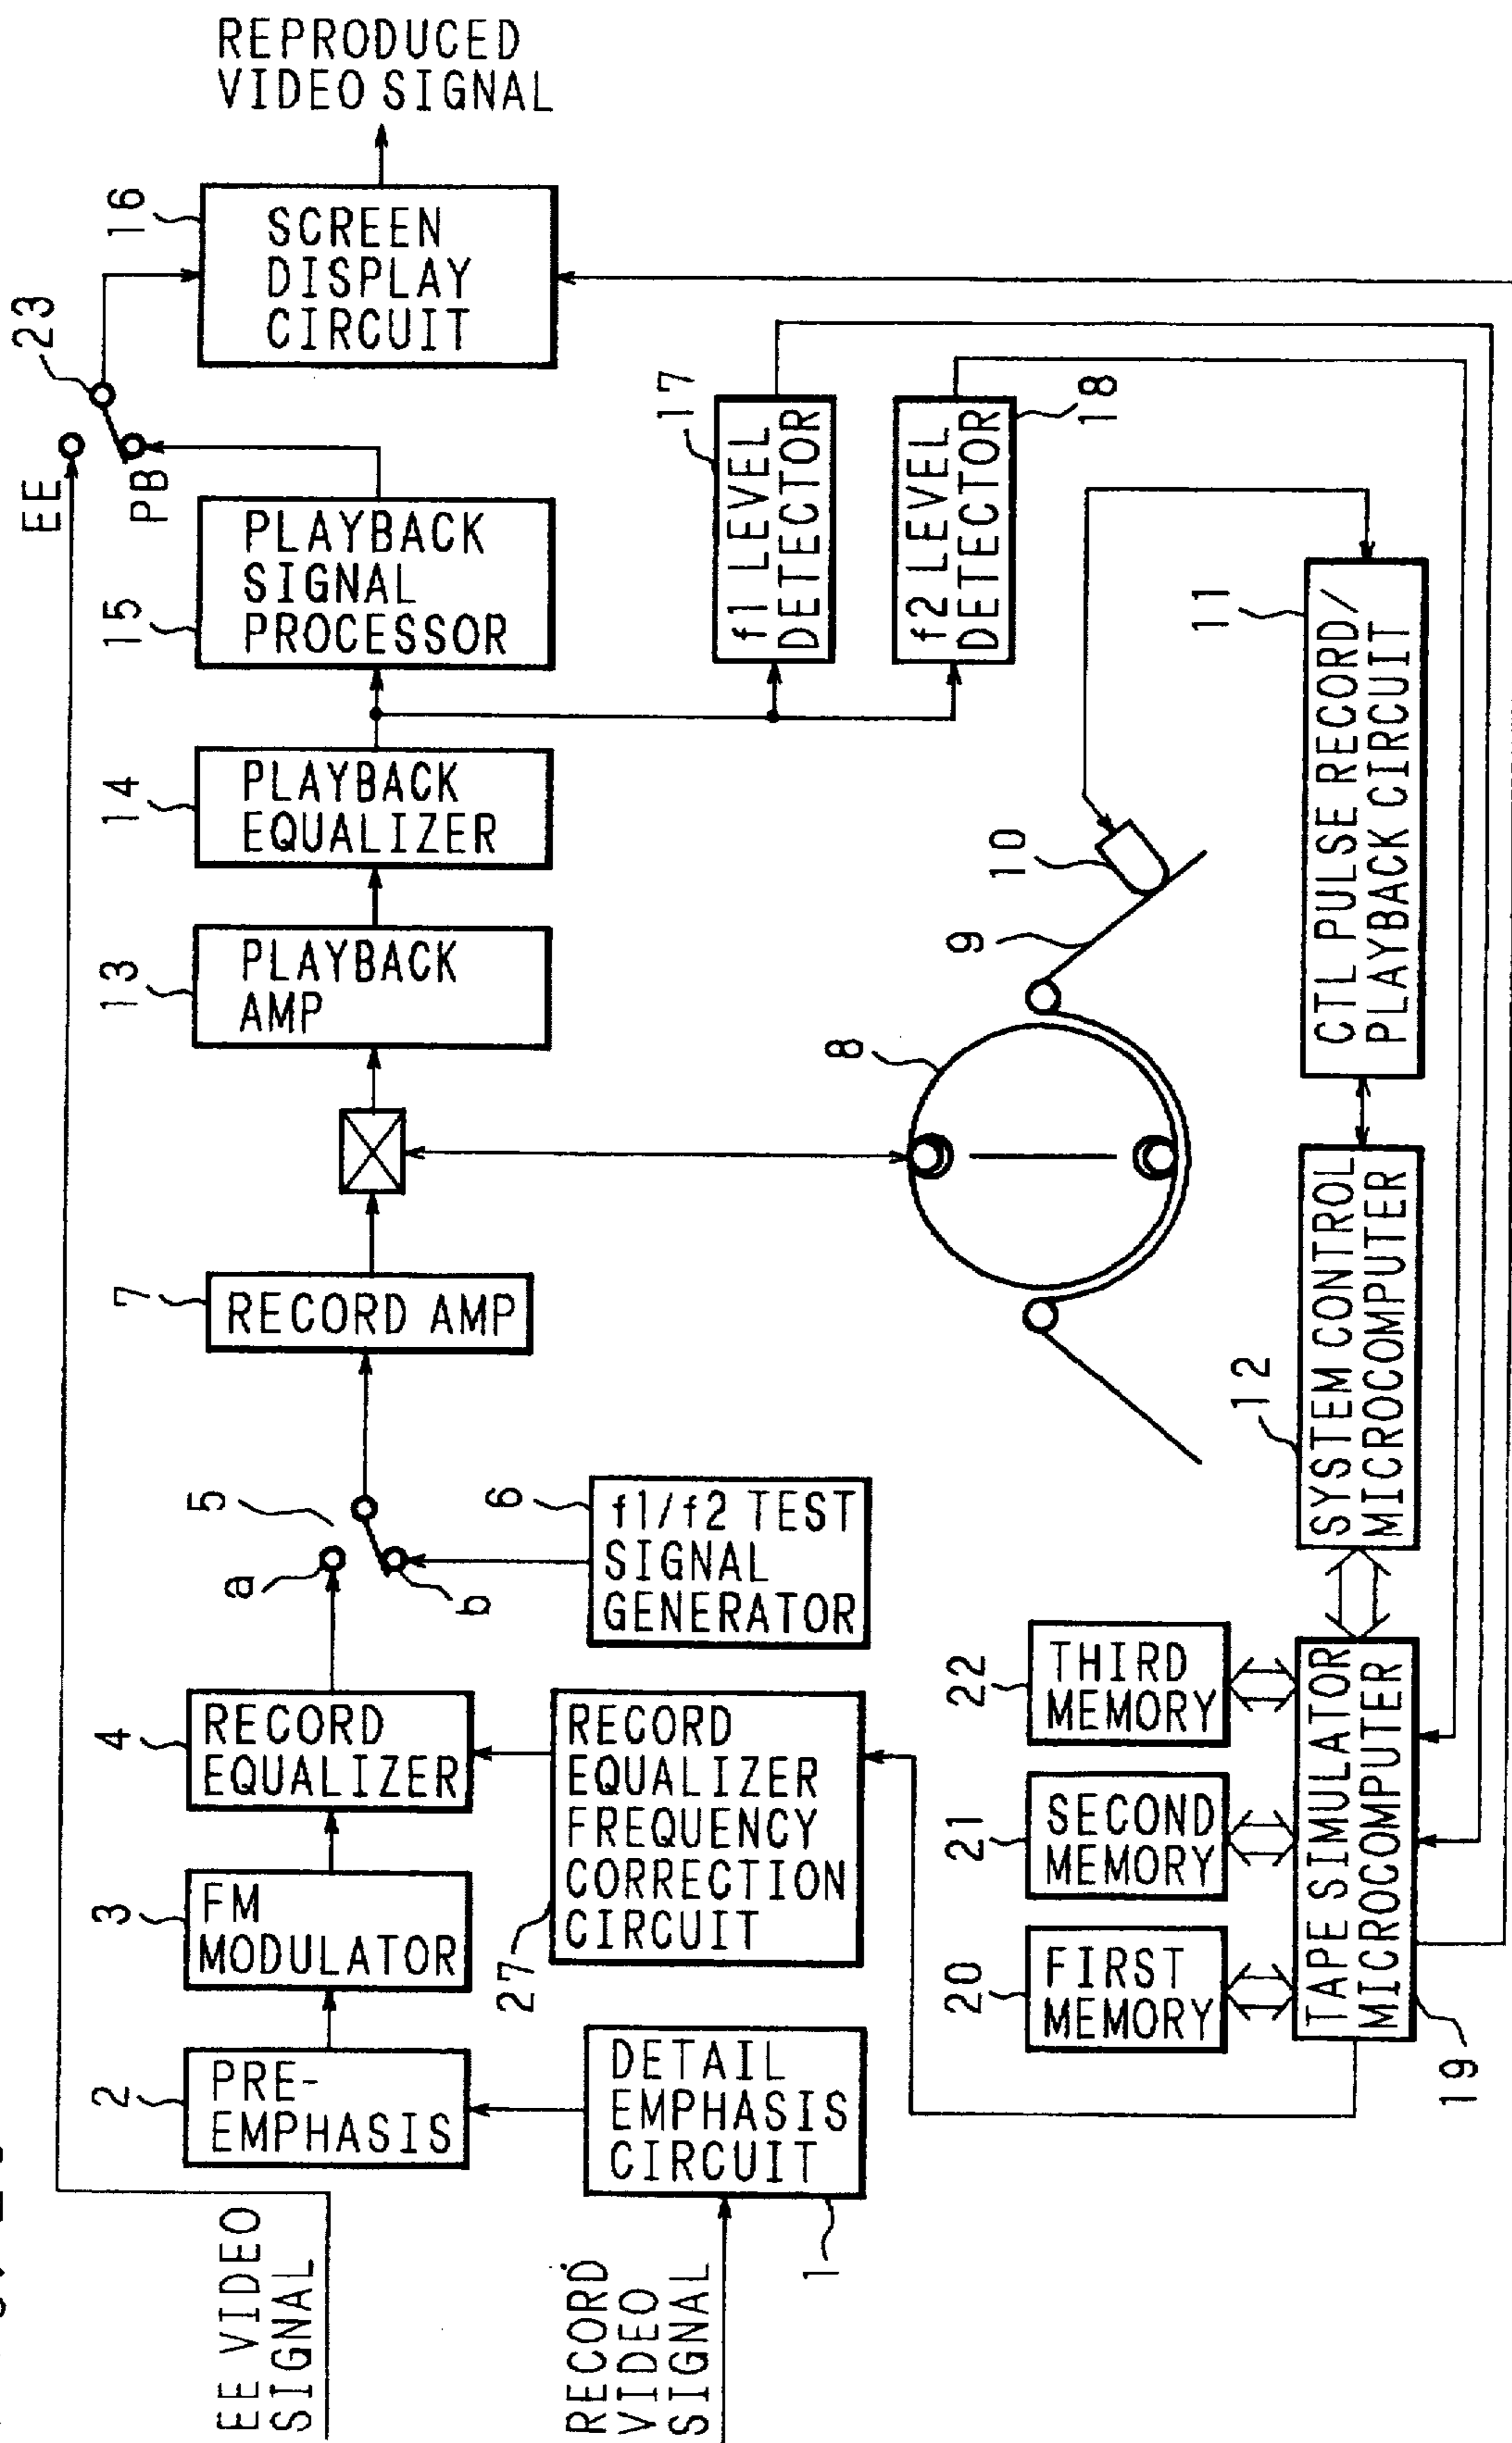 EE VIDEO
SIGNAL
RECORD
VIDEO
SIGNAL
1
DETAIL
EMPHASIS
CIRCUIT
2
PRE-
EMPHASIS
3
FM
MODULATOR
4
RECORD
EQUALIZER
27
RECORD
EQUALIZER
FREQUENCY
CORRECTION
CIRCUIT
a
5
b
6
f1/f2 TEST
SIGNAL
GENERATOR
7
RECORD AMP
8
9
10
13
PLAYBACK
AMP
14
PLAYBACK
EQUALIZER
15
PLAYBACK
SIGNAL
PROCESSOR
EE
PB
23
16
SCREEN
DISPLAY
CIRCUIT
REPRODUCED
VIDEO SIGNAL
17
f1 LEVEL
DETECTOR
f2 LEVEL
DETECTOR
18
20
FIRST
MEMORY
21
SECOND
MEMORY
22
THIRD
MEMORY
19
TAPE SIMULATOR
MICROCOMPUTER
12
SYSTEM CONTROL
MICROCOMPUTER
11
CTL PULSE RECORD/
PLAYBACK CIRCUIT